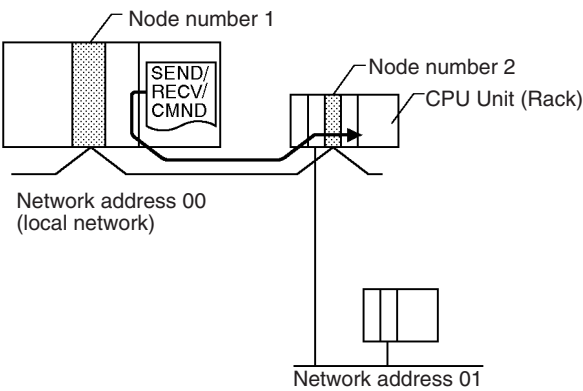 Node number 1
SEND/
RECV/
CMND
Node number 2
CPU Unit (Rack)
Network address 00
(local network)
Network address 01